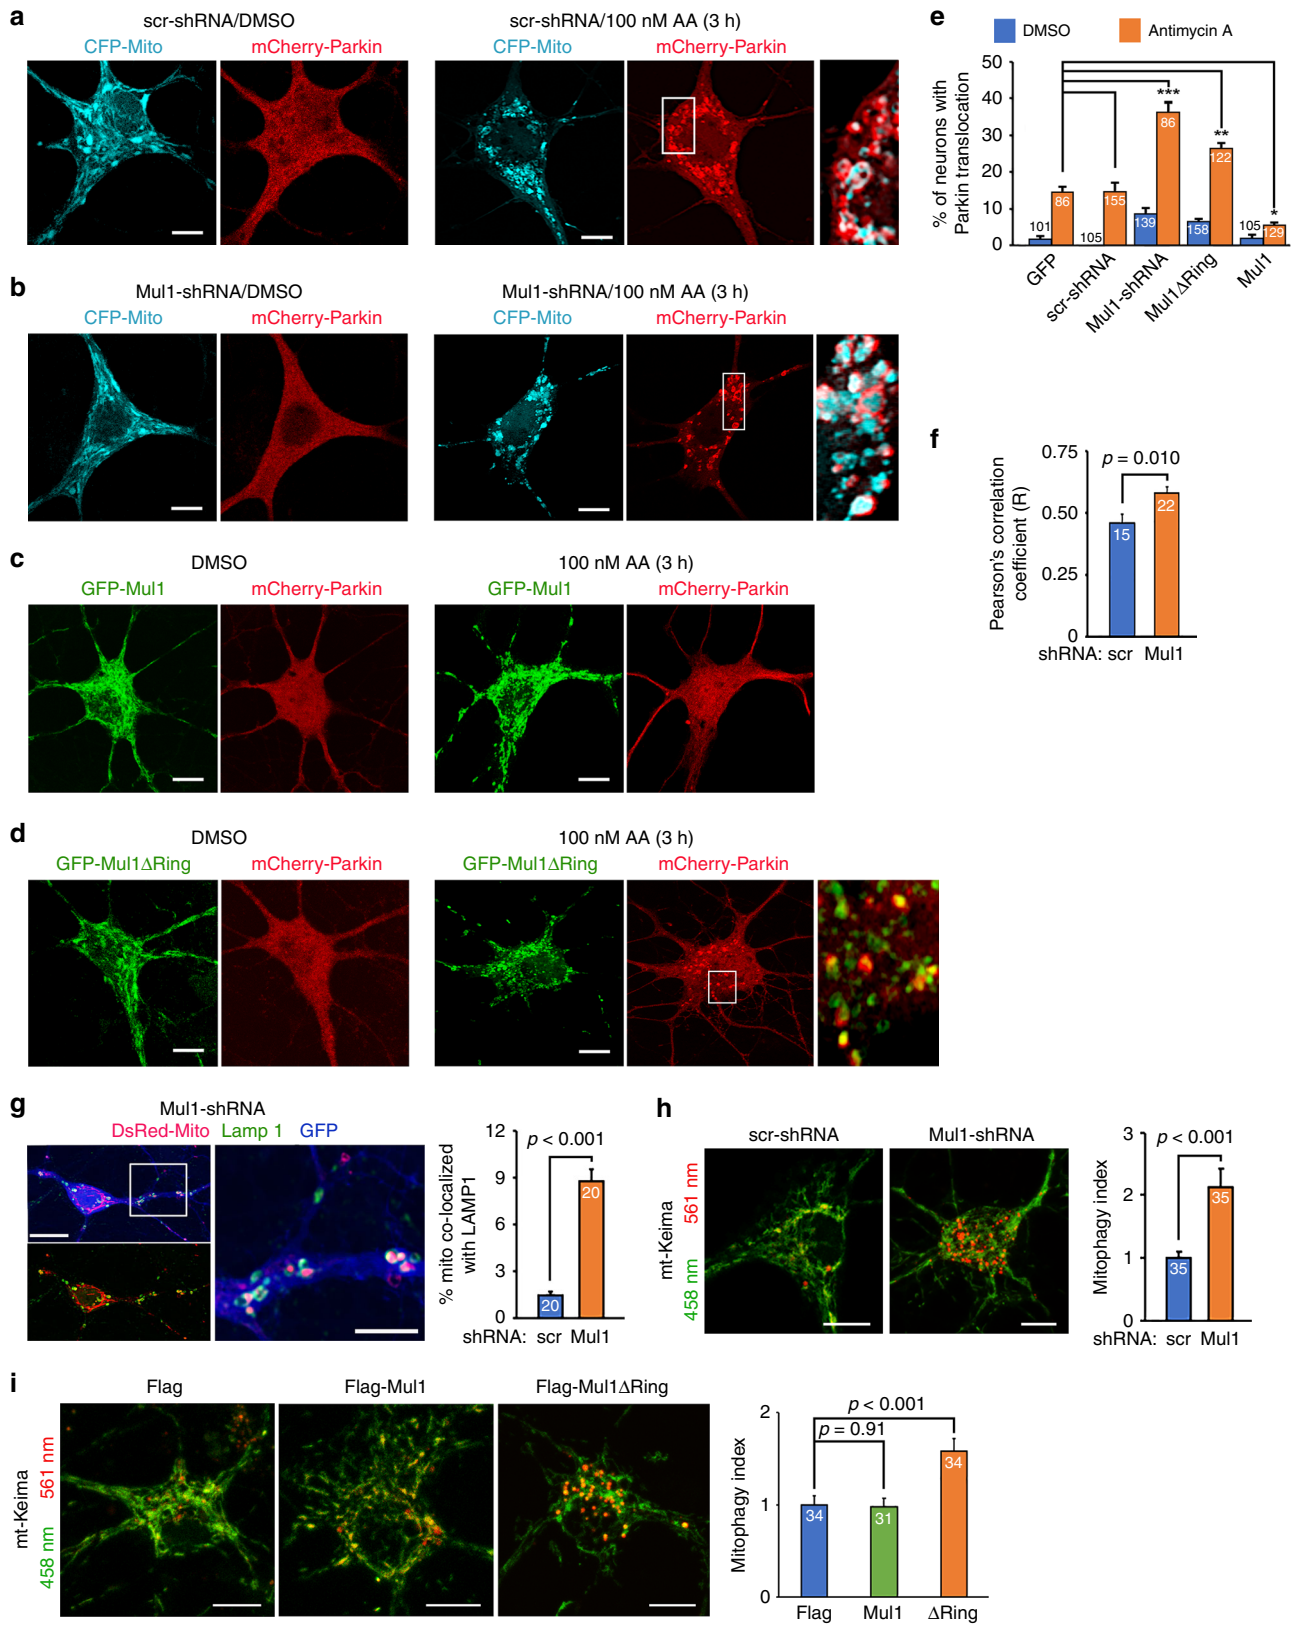 a
scr-shRNA/DMSO
scr-shRNA/100 nM AA (3 h)
CFP-Mito
mCherry-Parkin
CFP-Mito
mCherry-Parkin
b
Mul1-shRNA/DMSO
Mul1-shRNA/100 nM AA (3 h)
CFP-Mito
mCherry-Parkin
CFP-Mito
mCherry-Parkin
c
DMSO
100 nM AA (3 h)
GFP-Mul1
mCherry-Parkin
GFP-Mul1
mCherry-Parkin
d
DMSO
100 nM AA (3 h)
GFP-Mul1ΔRing
mCherry-Parkin
GFP-Mul1ΔRing
mCherry-Parkin
e
DMSO
Antimycin A
% of neurons with
Parkin translocation
50
40
30
20
10
0
***
**
*
101
86
105
155
139
86
158
122
105
129
GFP
scr-shRNA
Mul1-shRNA
Mul1ΔRing
Mul1
f
Pearson's correlation
coefficient (R)
0.75
0.50
0.25
0
p = 0.010
15
22
shRNA: scr Mul1
g
Mul1-shRNA
DsRed-Mito Lamp 1 GFP
% mito co-localized
with LAMP1
12
9
6
3
0
p < 0.001
20
20
shRNA: scr Mul1
h
scr-shRNA
Mul1-shRNA
mt-Keima
458 nm 561 nm
Mitophagy index
3
2
1
0
p < 0.001
35
35
shRNA: scr Mul1
i
Flag
Flag-Mul1
Flag-Mul1ΔRing
mt-Keima
458 nm 561 nm
Mitophagy index
2
1
0
p < 0.001
p = 0.91
34
31
34
Flag
Mul1
ΔRing